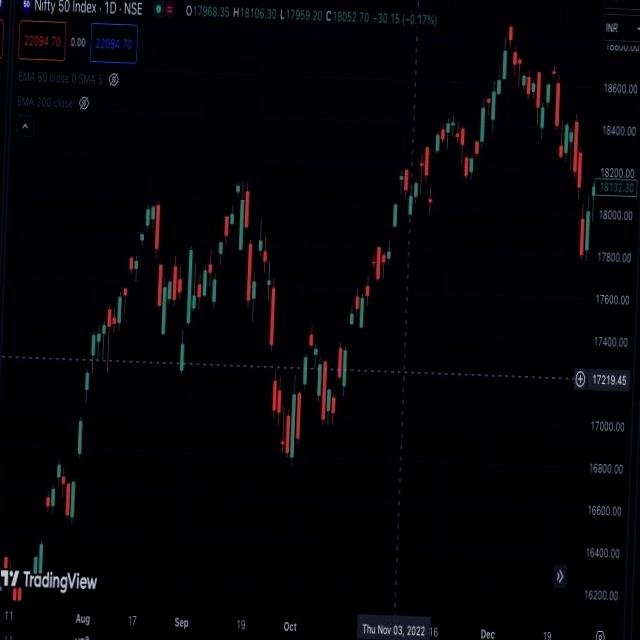 50 Nifty 50 Index · 1D · NSE
O17968.35 H18106.30 L17959.20 C18052.70 −30.15 (−0.17%)
INR
22094.70 0.00 22094.70
EMA 50 close 0 SMA 5
EMA 200 close
18800.00
18600.00
18400.00
18200.00
18132.30
18000.00
17800.00
17600.00
17400.00
17219.45
17000.00
16800.00
16600.00
16400.00
16200.00
TradingView
11 Aug 17 Sep 19 Oct Thu Nov 03, 2022 16 Dec 19